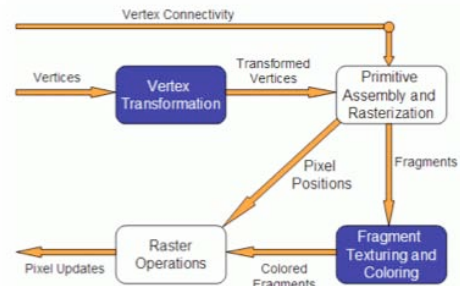 Vertex Connectivity
Vertices
Vertex
Transformation
Transformed
Vertices
Primitive
Assembly and
Rasterization
Pixel
Positions
Fragments
Raster
Operations
Fragment
Texturing and
Coloring
Pixel Updates
Colored
Fragments